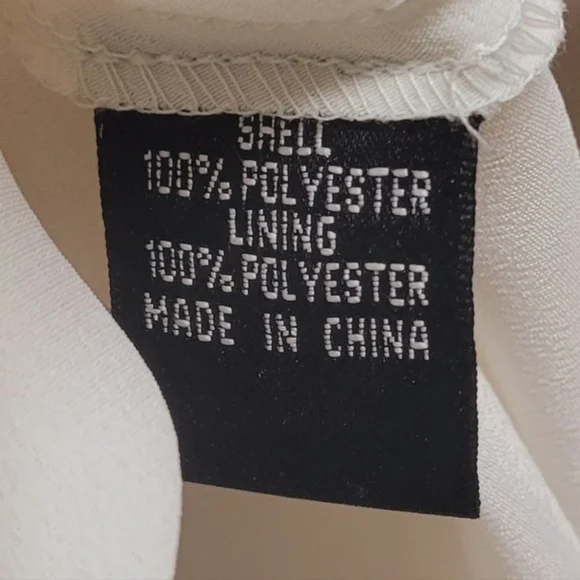 SHELL
100% POLYESTER
LINING
100% POLYESTER
MADE IN CHINA